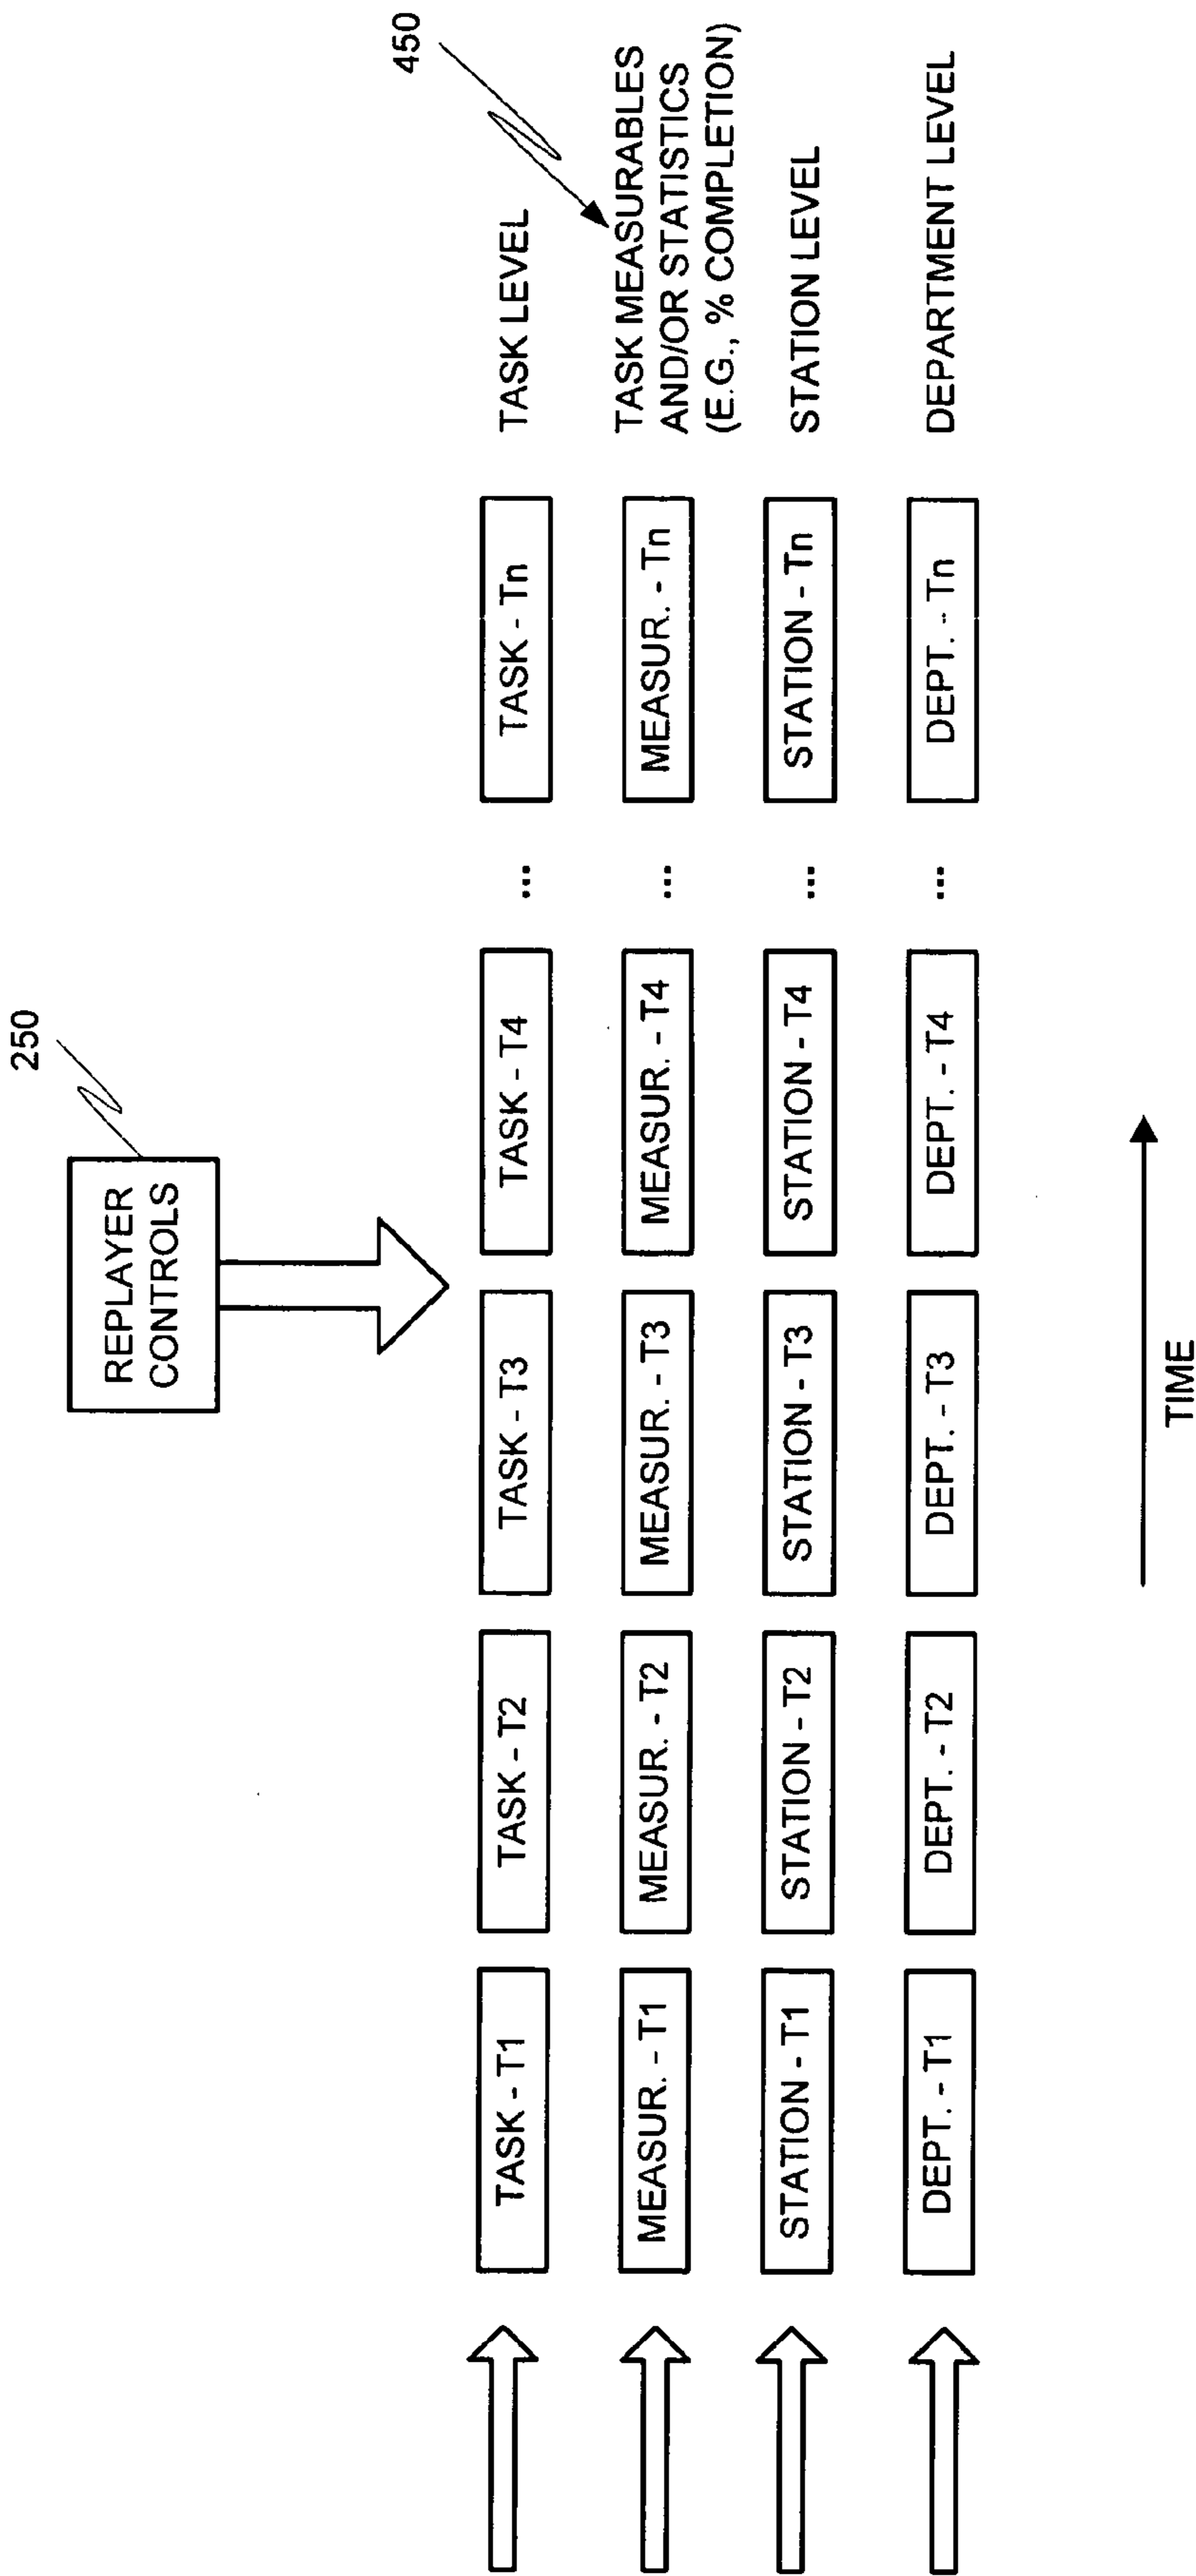 450
250
REPLAYER
CONTROLS
TASK - T1
TASK - T2
TASK - T3
TASK - T4
...
TASK - Tn
TASK LEVEL
MEASUR. - T1
MEASUR. - T2
MEASUR. - T3
MEASUR. - T4
...
MEASUR. - Tn
TASK MEASURABLES
AND/OR STATISTICS
(E.G., % COMPLETION)
STATION - T1
STATION - T2
STATION - T3
STATION - T4
...
STATION - Tn
STATION LEVEL
DEPT. - T1
DEPT. - T2
DEPT. - T3
DEPT. - T4
...
DEPT. - Tn
DEPARTMENT LEVEL
TIME